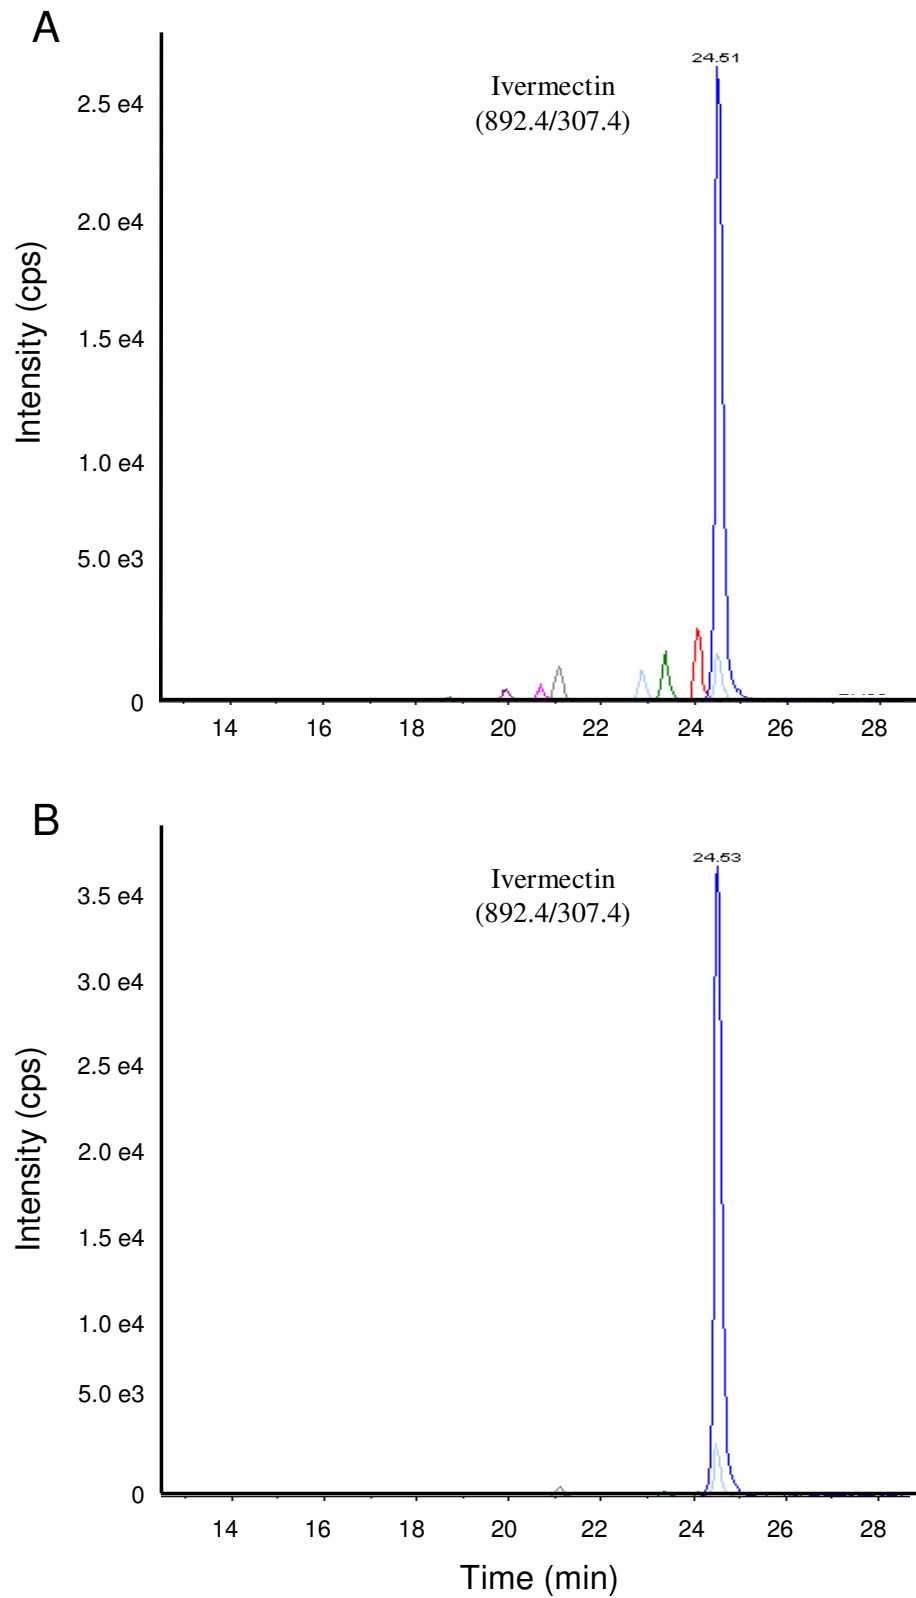 A
24.51
Ivermectin
(892.4/307.4)
2.5 e4
2.0 e4
1.5 e4
1.0 e4
5.0 e3
0
Intensity (cps)
14 16 18 20 22 24 26 28
B
24.53
Ivermectin
(892.4/307.4)
3.5 e4
3.0 e4
2.5 e4
2.0 e4
1.5 e4
1.0 e4
5.0 e3
0
Intensity (cps)
14 16 18 20 22 24 26 28
Time (min)